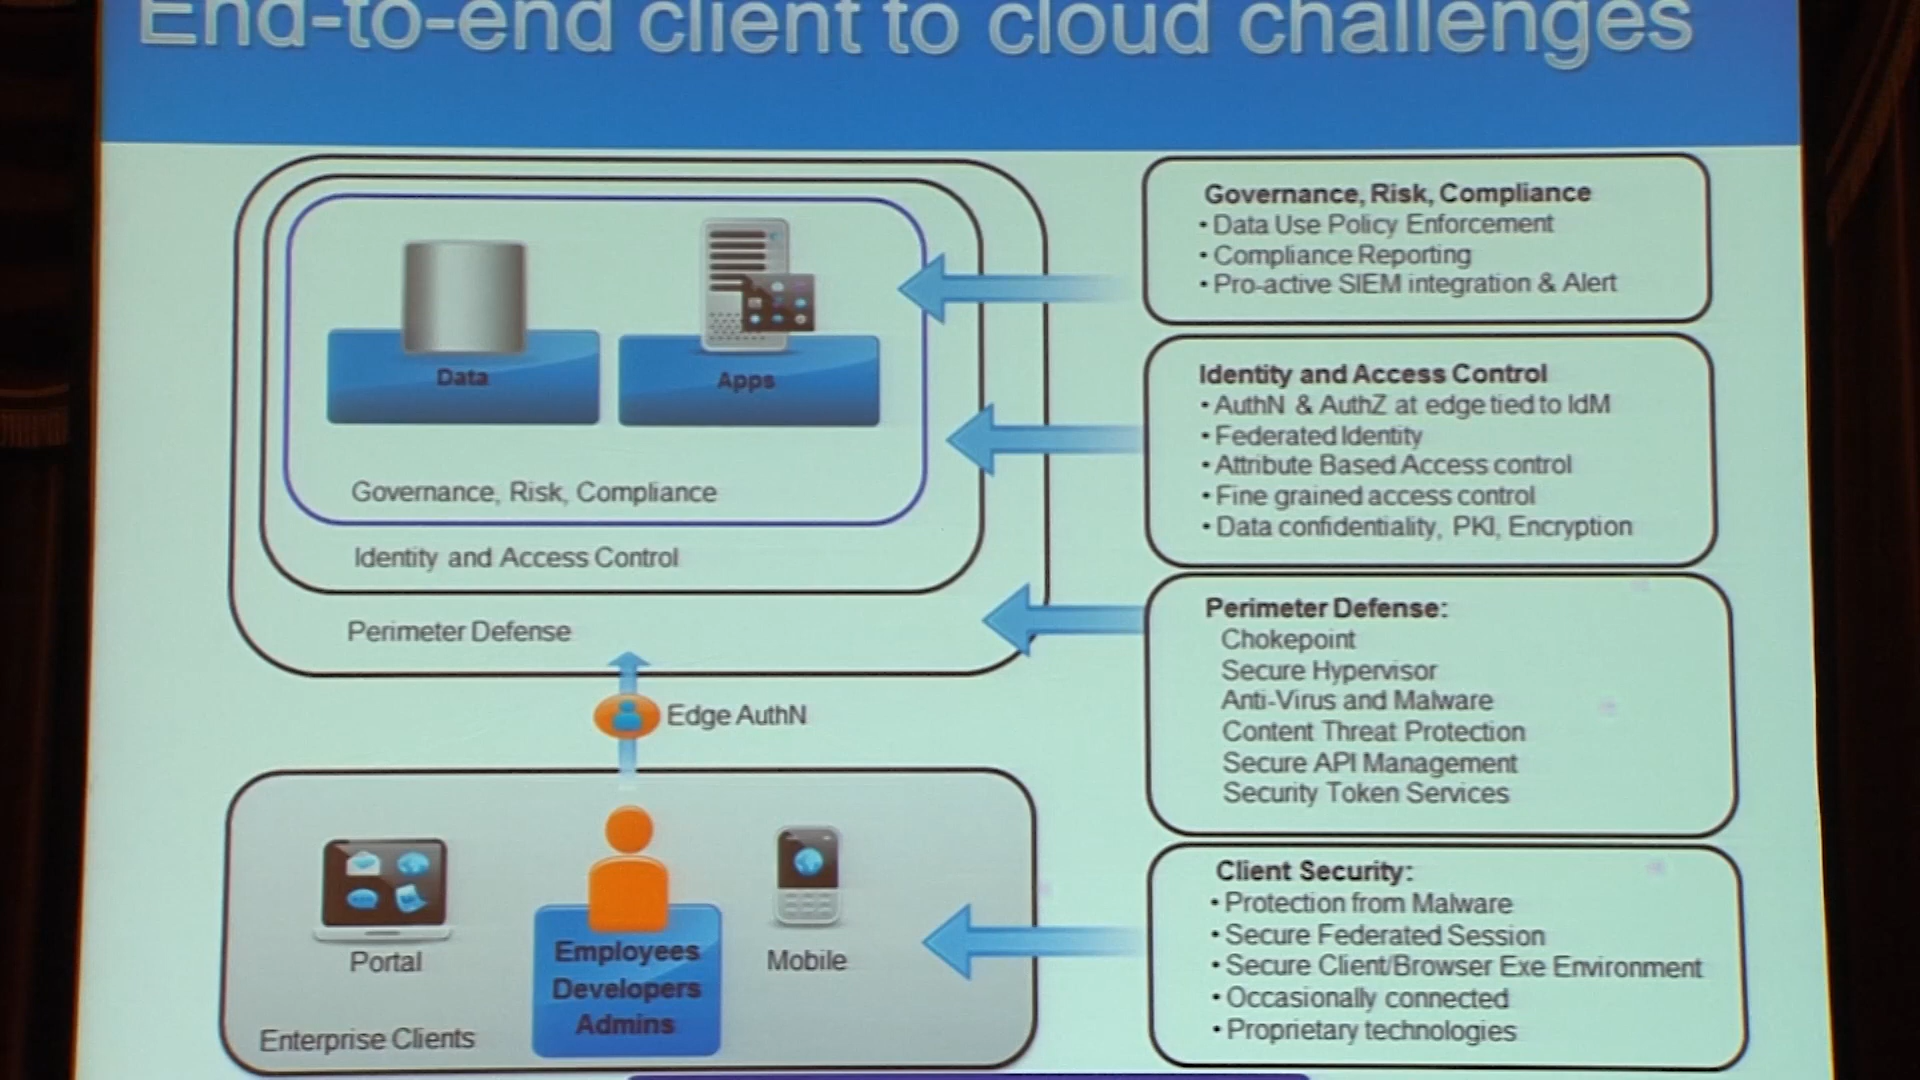 End-to-end client to cloud challenges
Data
Apps
Governance, Risk, Compliance
Identity and Access Control
Perimeter Defense
Edge AuthN
Portal
Employees
Developers
Admins
Mobile
Enterprise Clients
Governance, Risk, Compliance
• Data Use Policy Enforcement
• Compliance Reporting
• Pro-active SIEM integration & Alert
Identity and Access Control
• AuthN & AuthZ at edge tied to IdM
• Federated Identity
• Attribute Based Access control
• Fine grained access control
• Data confidentiality, PKI, Encryption
Perimeter Defense:
Chokepoint
Secure Hypervisor
Anti-Virus and Malware
Content Threat Protection
Secure API Management
Security Token Services
Client Security:
• Protection from Malware
• Secure Federated Session
• Secure Client/Browser Exe Environment
• Occasionally connected
• Proprietary technologies